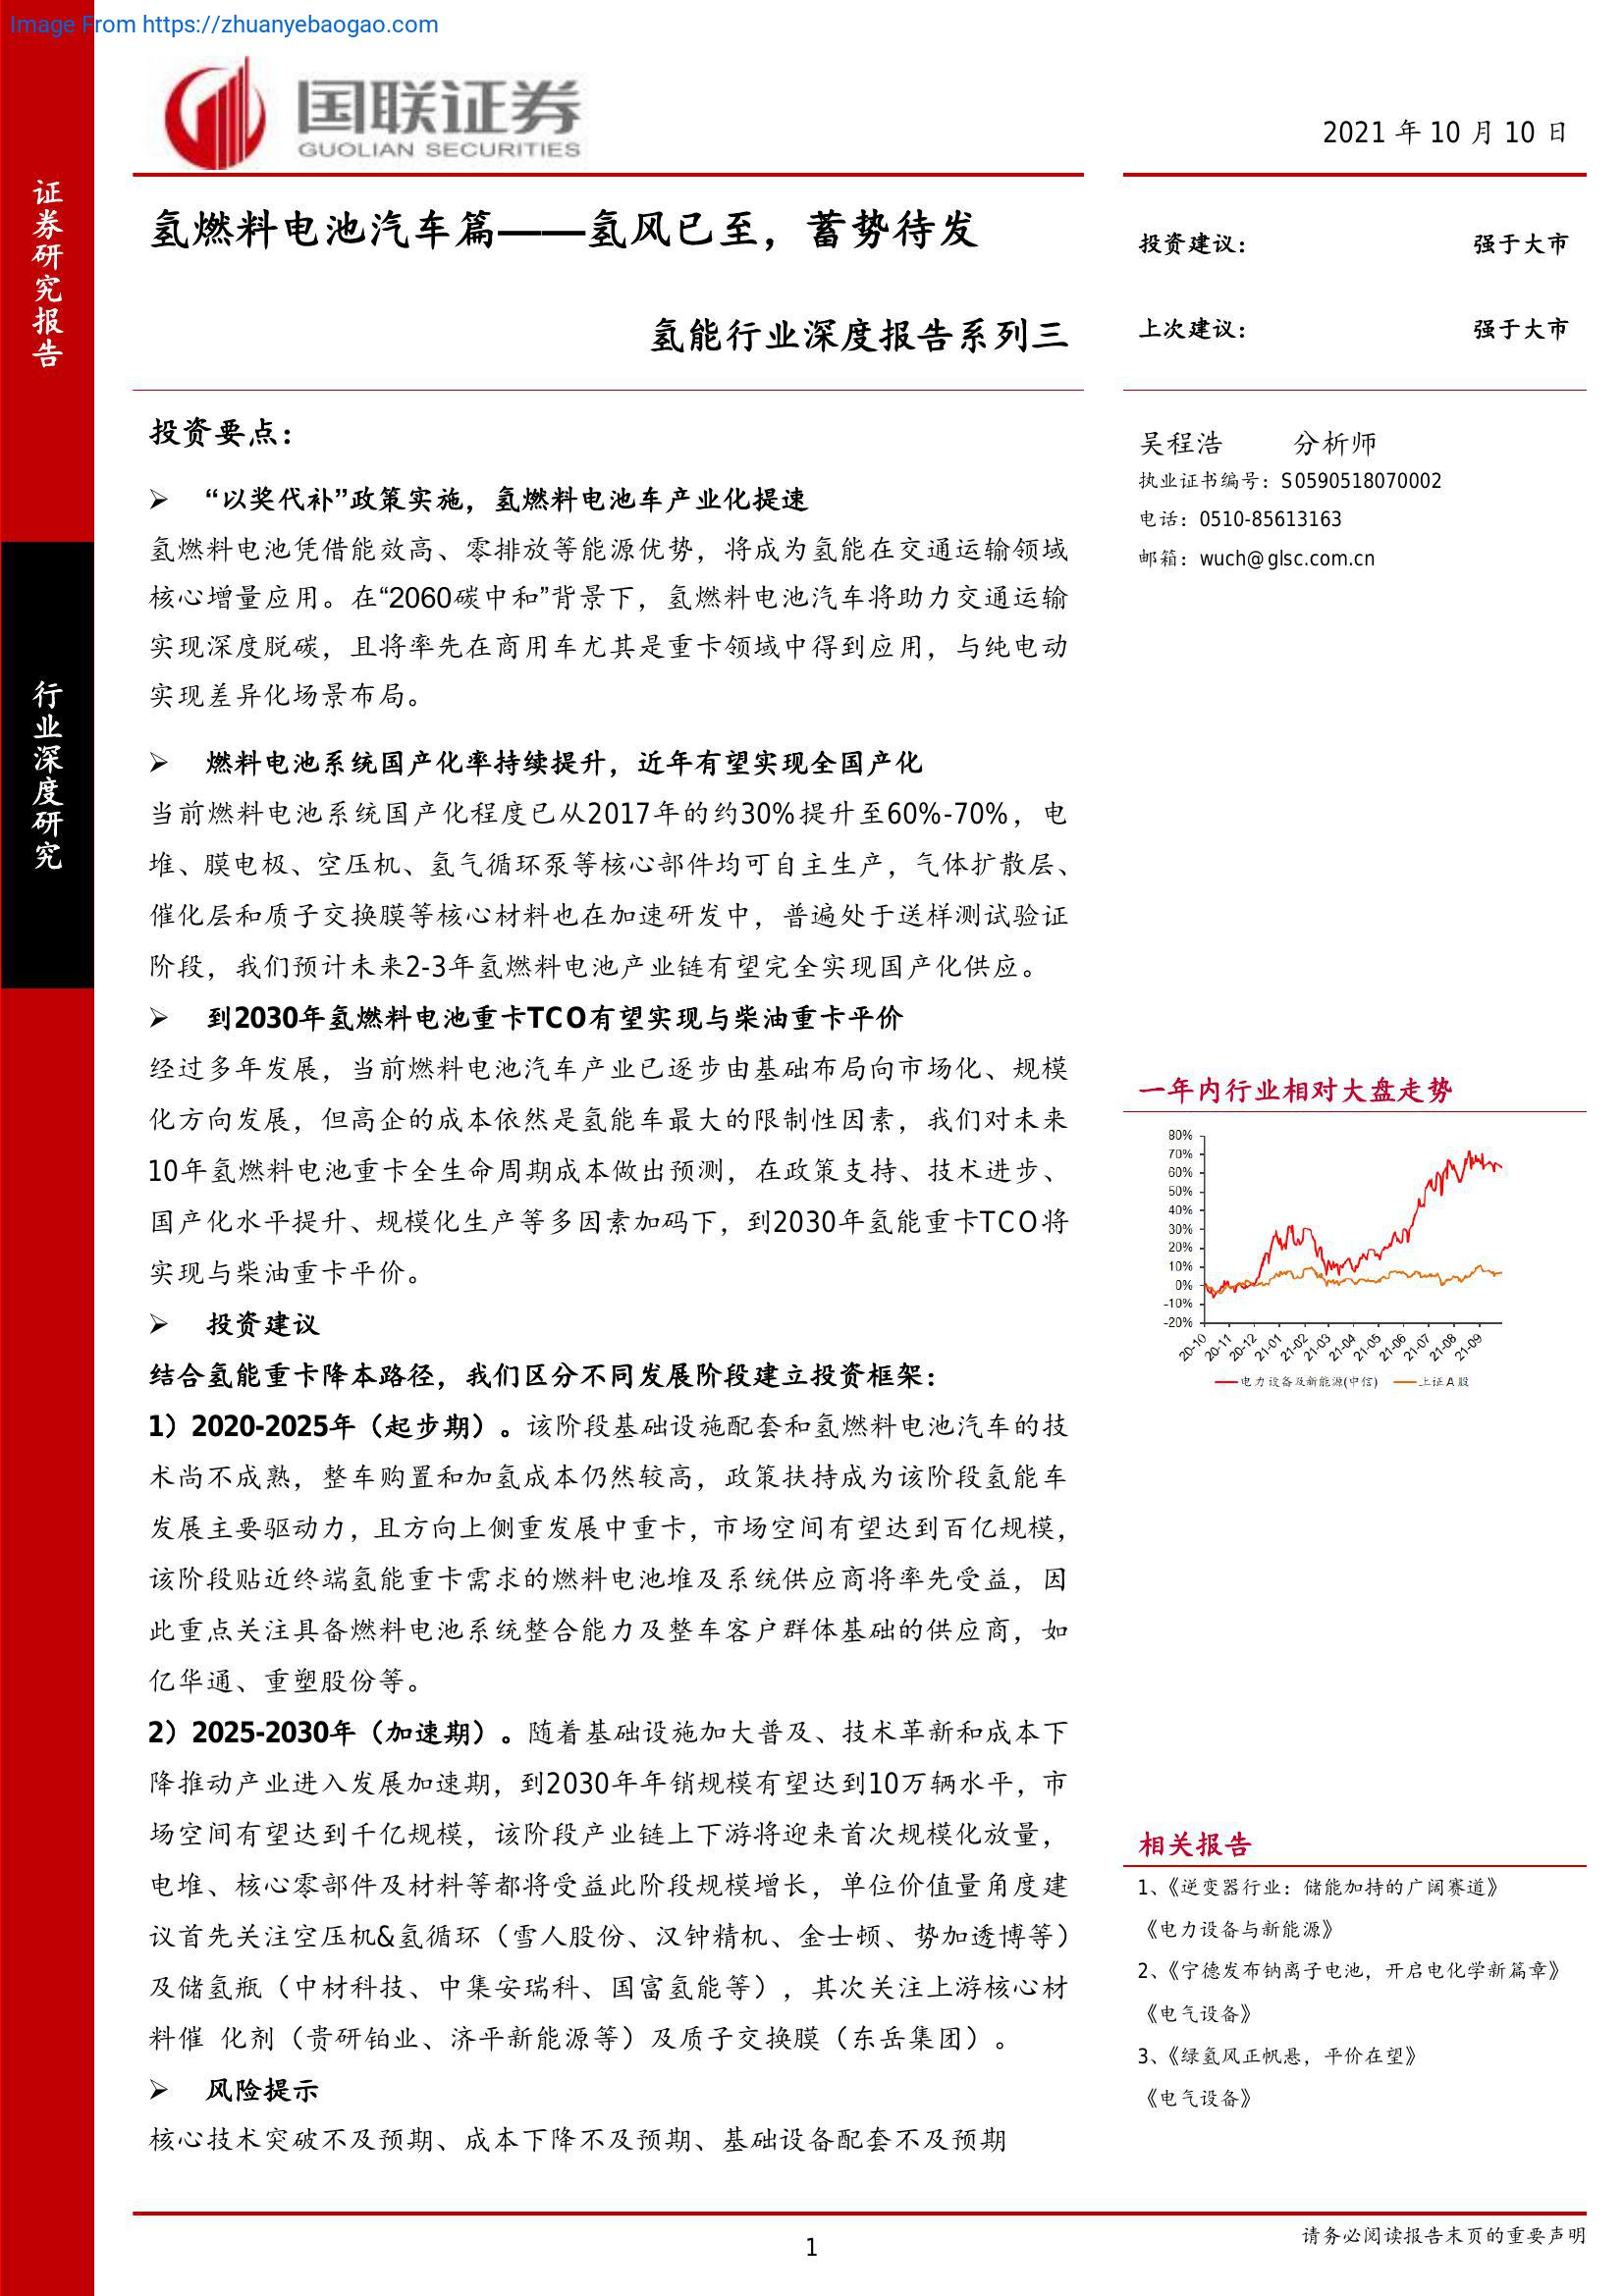 Image From https://zhuanyebaogao.com
国联证券
GUOLIAN SECURITIES
2021 年 10 月 10 日
证券研究报告
行业深度研究
氢燃料电池汽车篇——氢风已至，蓄势待发
氢能行业深度报告系列三
投资建议： 强于大市
上次建议： 强于大市
投资要点：
➢ “以奖代补”政策实施，氢燃料电池车产业化提速
氢燃料电池凭借能效高、零排放等能源优势，将成为氢能在交通运输领域
核心增量应用。在“2060碳中和”背景下，氢燃料电池汽车将助力交通运输
实现深度脱碳，且将率先在商用车尤其是重卡领域中得到应用，与纯电动
实现差异化场景布局。
➢ 燃料电池系统国产化率持续提升，近年有望实现全国产化
当前燃料电池系统国产化程度已从2017年的约30%提升至60%-70%，电
堆、膜电极、空压机、氢气循环泵等核心部件均可自主生产，气体扩散层、
催化层和质子交换膜等核心材料也在加速研发中，普遍处于送样测试验证
阶段，我们预计未来2-3年氢燃料电池产业链有望完全实现国产化供应。
➢ 到2030年氢燃料电池重卡TCO有望实现与柴油重卡平价
经过多年发展，当前燃料电池汽车产业已逐步由基础布局向市场化、规模
化方向发展，但高企的成本依然是氢能车最大的限制性因素，我们对未来
10年氢燃料电池重卡全生命周期成本做出预测，在政策支持、技术进步、
国产化水平提升、规模化生产等多因素加码下，到2030年氢能重卡TCO将
实现与柴油重卡平价。
➢ 投资建议
结合氢能重卡降本路径，我们区分不同发展阶段建立投资框架：
1）2020-2025年（起步期）。该阶段基础设施配套和氢燃料电池汽车的技
术尚不成熟，整车购置和加氢成本仍然较高，政策扶持成为该阶段氢能车
发展主要驱动力，且方向上侧重发展中重卡，市场空间有望达到百亿规模，
该阶段贴近终端氢能重卡需求的燃料电池堆及系统供应商将率先受益，因
此重点关注具备燃料电池系统整合能力及整车客户群体基础的供应商，如
亿华通、重塑股份等。
2）2025-2030年（加速期）。随着基础设施加大普及、技术革新和成本下
降推动产业进入发展加速期，到2030年年销规模有望达到10万辆水平，市
场空间有望达到千亿规模，该阶段产业链上下游将迎来首次规模化放量，
电堆、核心零部件及材料等都将受益此阶段规模增长，单位价值量角度建
议首先关注空压机&氢循环（雪人股份、汉钟精机、金士顿、势加透博等）
及储氢瓶（中材科技、中集安瑞科、国富氢能等），其次关注上游核心材
料催 化剂（贵研铂业、济平新能源等）及质子交换膜（东岳集团）。
➢ 风险提示
核心技术突破不及预期、成本下降不及预期、基础设备配套不及预期
吴程浩 分析师
执业证书编号：S0590518070002
电话：0510-85613163
邮箱：wuch@glsc.com.cn
一年内行业相对大盘走势
80%
70%
60%
50%
40%
30%
20%
10%
0%
-10%
-20%
20-10 20-11 20-12 21-01 21-02 21-03 21-04 21-05 21-06 21-07 21-08 21-09
电力设备及新能源(中信) 上证A股
相关报告
1、《逆变器行业：储能加持的广阔赛道》
《电力设备与新能源》
2、《宁德发布钠离子电池，开启电化学新篇章》
《电气设备》
3、《绿氢风正帆悬，平价在望》
《电气设备》
1
请务必阅读报告末页的重要声明